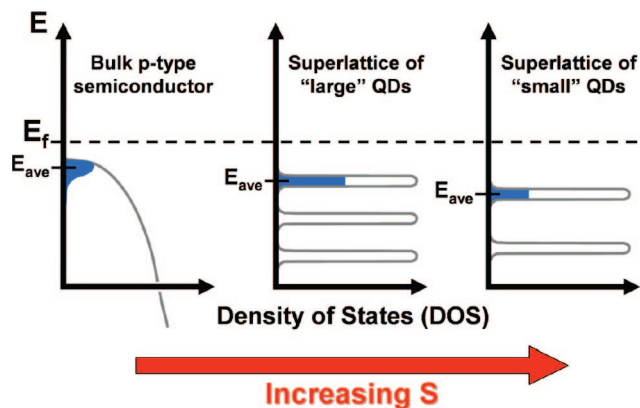 E
Bulk p-type
semiconductor
Superlattice of
“large” QDs
Superlattice of
“small” QDs
Ef
Eave
Eave
Eave
Density of States (DOS)
Increasing S